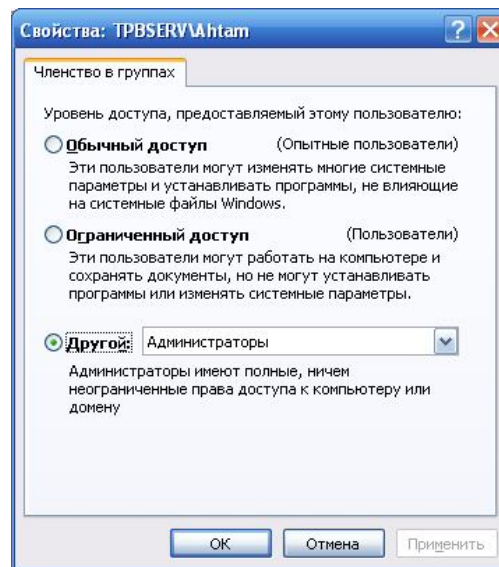 Свойства: TPBSERV\Ahtam
Членство в группах
Уровень доступа, предоставляемый этому пользователю:
Обычный доступ (Опытные пользователи)
Эти пользователи могут изменять многие системные
параметры и устанавливать программы, не влияющие
на системные файлы Windows.
Ограниченный доступ (Пользователи)
Эти пользователи могут работать на компьютере и
сохранять документы, но не могут устанавливать
программы или изменять системные параметры.
Другой: Администраторы
Администраторы имеют полные, ничем
неограниченные права доступа к компьютеру или
домену
ОК Отмена Применить